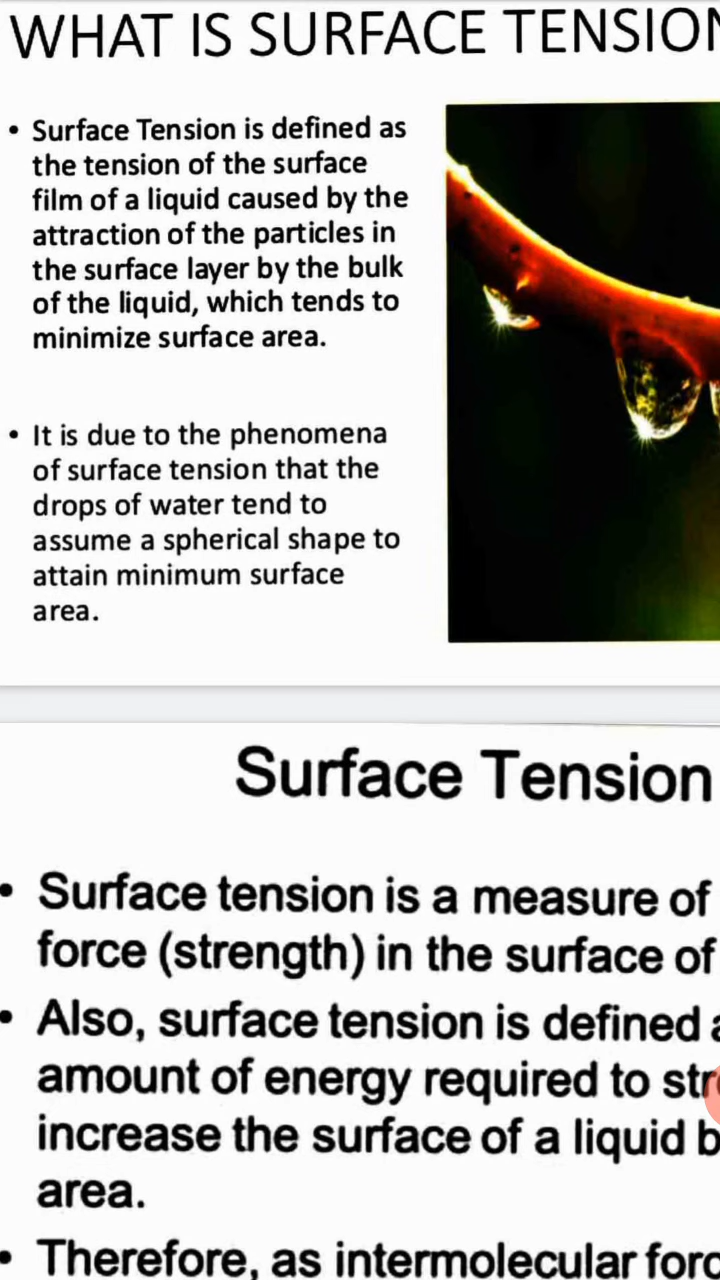 WHAT IS SURFACE TENSION
• Surface Tension is defined as
the tension of the surface
film of a liquid caused by the
attraction of the particles in
the surface layer by the bulk
of the liquid, which tends to
minimize surface area.
• It is due to the phenomena
of surface tension that the
drops of water tend to
assume a spherical shape to
attain minimum surface
area.
Surface Tension
• Surface tension is a measure of
force (strength) in the surface of
• Also, surface tension is defined
amount of energy required to
increase the surface of a liquid
area.
• Therefore, as intermolecular